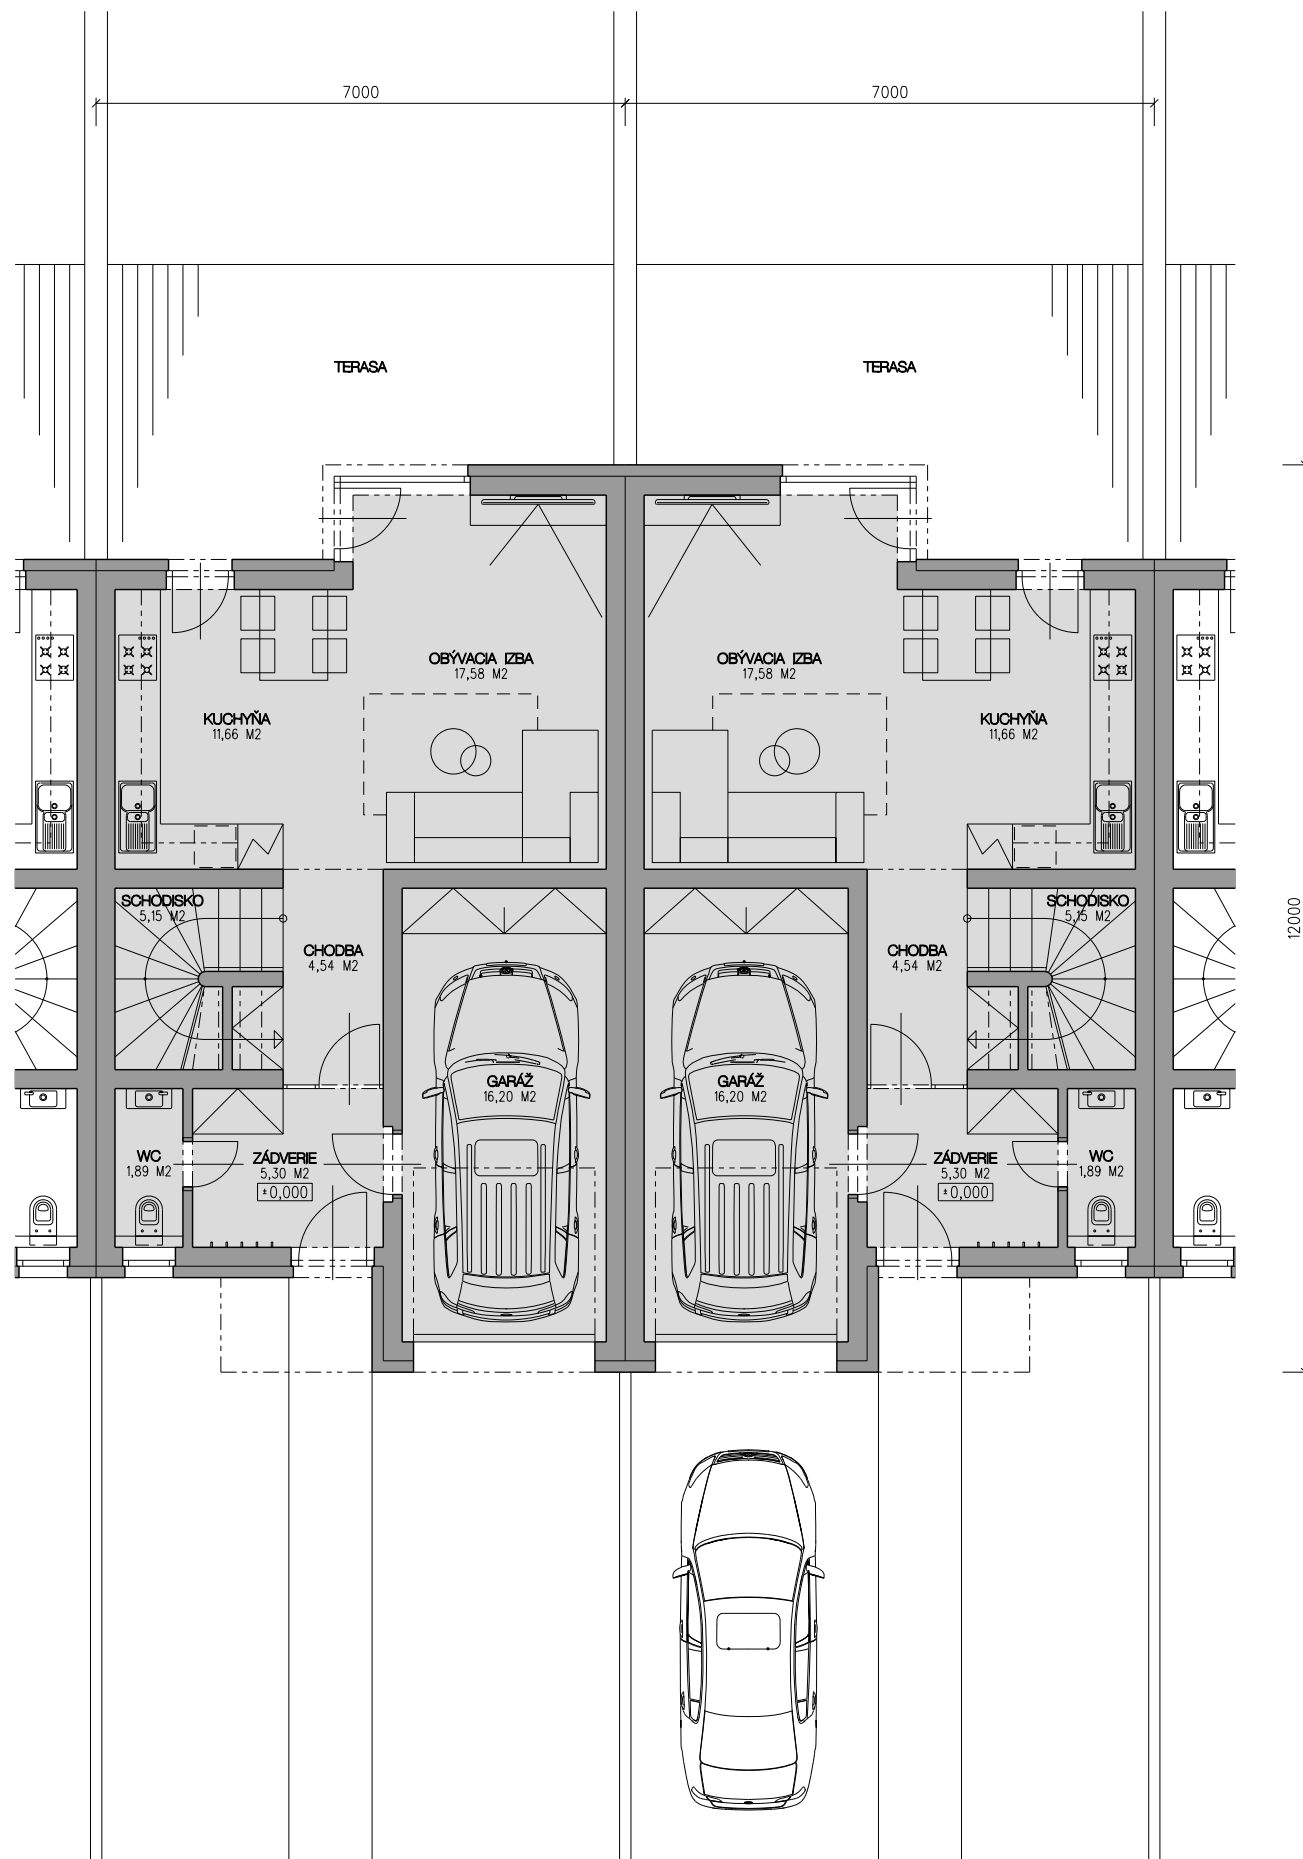 7000
7000
TERASA
TERASA
OBÝVACIA IZBA
17,58 M2
OBÝVACIA IZBA
17,58 M2
KUCHYŇA
11,66 M2
KUCHYŇA
11,66 M2
SCHODISKO
5,15 M2
SCHODISKO
5,15 M2
12000
CHODBA
4,54 M2
CHODBA
4,54 M2
GARÁŽ
16,20 M2
GARÁŽ
16,20 M2
WC
1,89 M2
ZÁDVERIE
5,30 M2
±0,000
ZÁDVERIE
5,30 M2
±0,000
WC
1,89 M2